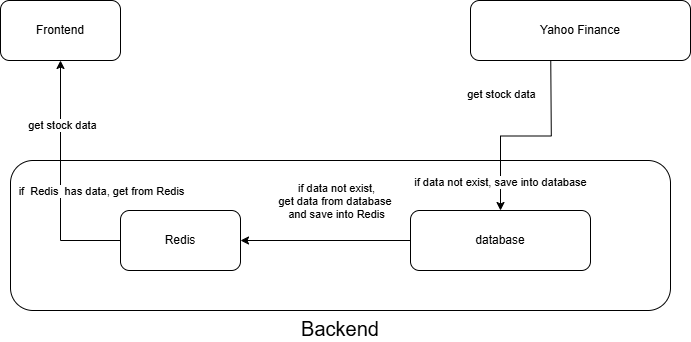 Frontend
Yahoo Finance
get stock data
get stock data
if data not exist, save into database
if  Redis  has data, get from Redis
if data not exist,
get data from database
and save into Redis
Redis
database
Backend